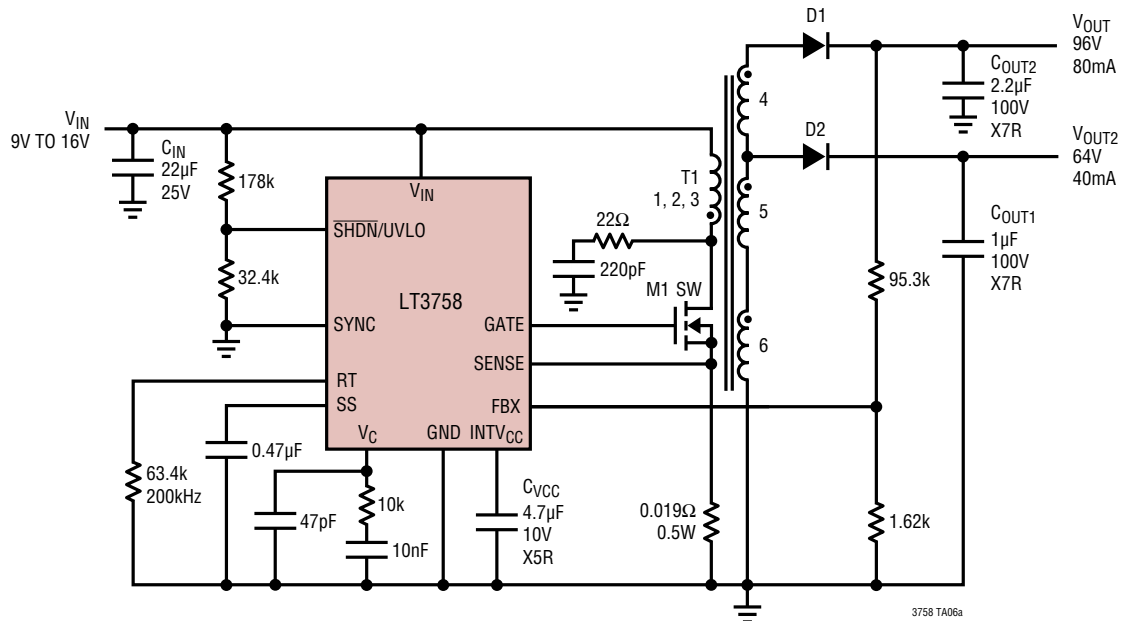 D1
VOUT
96V
80mA
COUT2
2.2µF
100V
X7R
4
VIN
9V TO 16V
CIN
22µF
25V
178k
VIN
T1
1, 2, 3
D2
VOUT2
64V
40mA
SHDN/UVLO
22Ω
5
COUT1
1µF
100V
X7R
32.4k
220pF
95.3k
LT3758
M1 SW
SYNC
GATE
6
SENSE
RT
SS
FBX
VC
GND
INTVCC
0.47µF
63.4k
200kHz
10k
47pF
10nF
CVCC
4.7µF
10V
X5R
0.019Ω
0.5W
1.62k
3758 TA06a